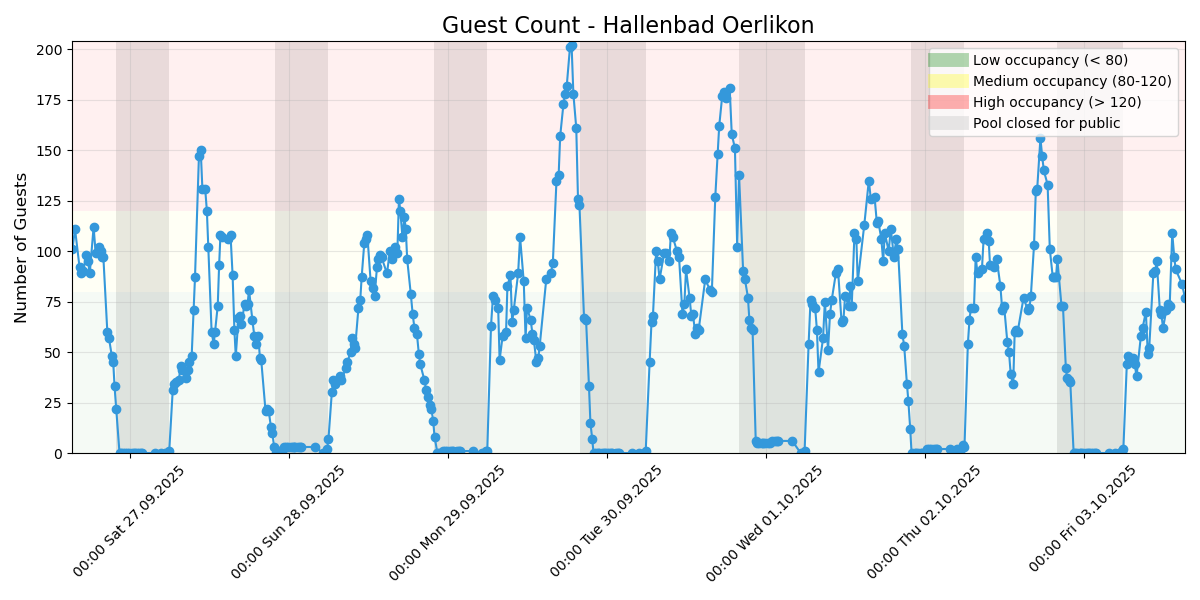 Guest Count - Hallenbad Oerlikon
Number of Guests
200
175
150
125
100
75
50
25
0
Low occupancy (< 80)
Medium occupancy (80-120)
High occupancy (> 120)
Pool closed for public
00:00 Sat 27.09.2025
00:00 Sun 28.09.2025
00:00 Mon 29.09.2025
00:00 Tue 30.09.2025
00:00 Wed 01.10.2025
00:00 Thu 02.10.2025
00:00 Fri 03.10.2025